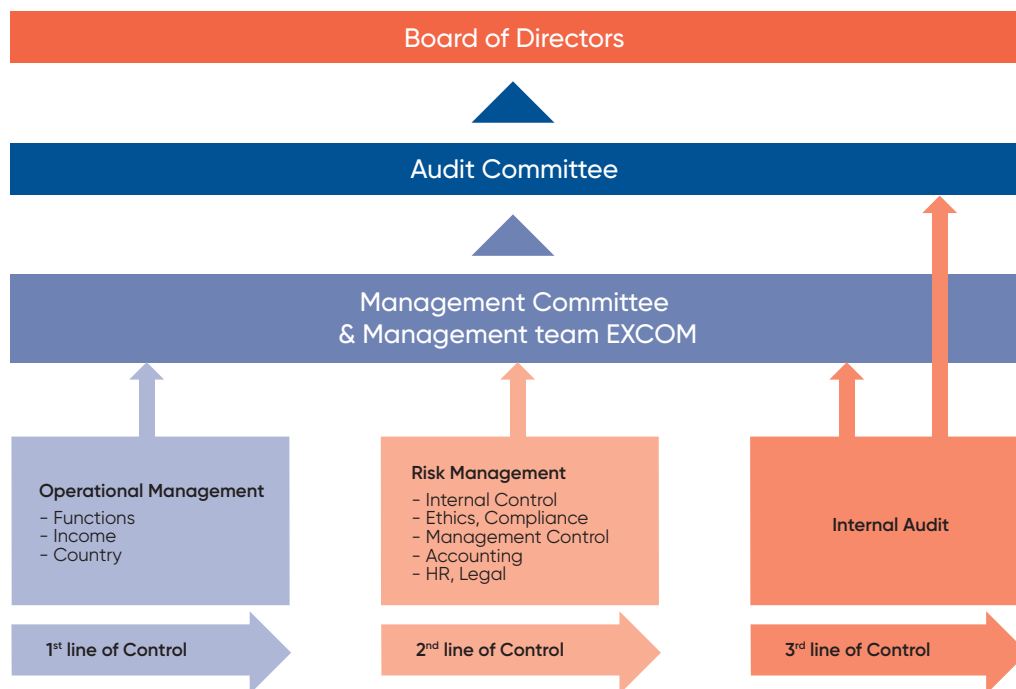 Board of Directors
Audit Committee
Management Committee
& Management team EXCOM
Operational Management
- Functions
- Income
- Country
Risk Management
- Internal Control
- Ethics, Compliance
- Management Control
- Accounting
- HR, Legal
Internal Audit
1st line of Control
2nd line of Control
3rd line of Control